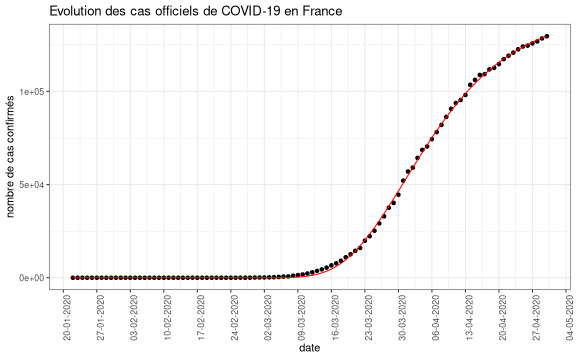 Evolution des cas officiels de COVID-19 en France
nombre de cas confirmés
1e+05
5e+04
0e+00
20-01-2020
27-01-2020
03-02-2020
10-02-2020
17-02-2020
24-02-2020
02-03-2020
09-03-2020
16-03-2020
23-03-2020
30-03-2020
06-04-2020
13-04-2020
20-04-2020
27-04-2020
04-05-2020
date